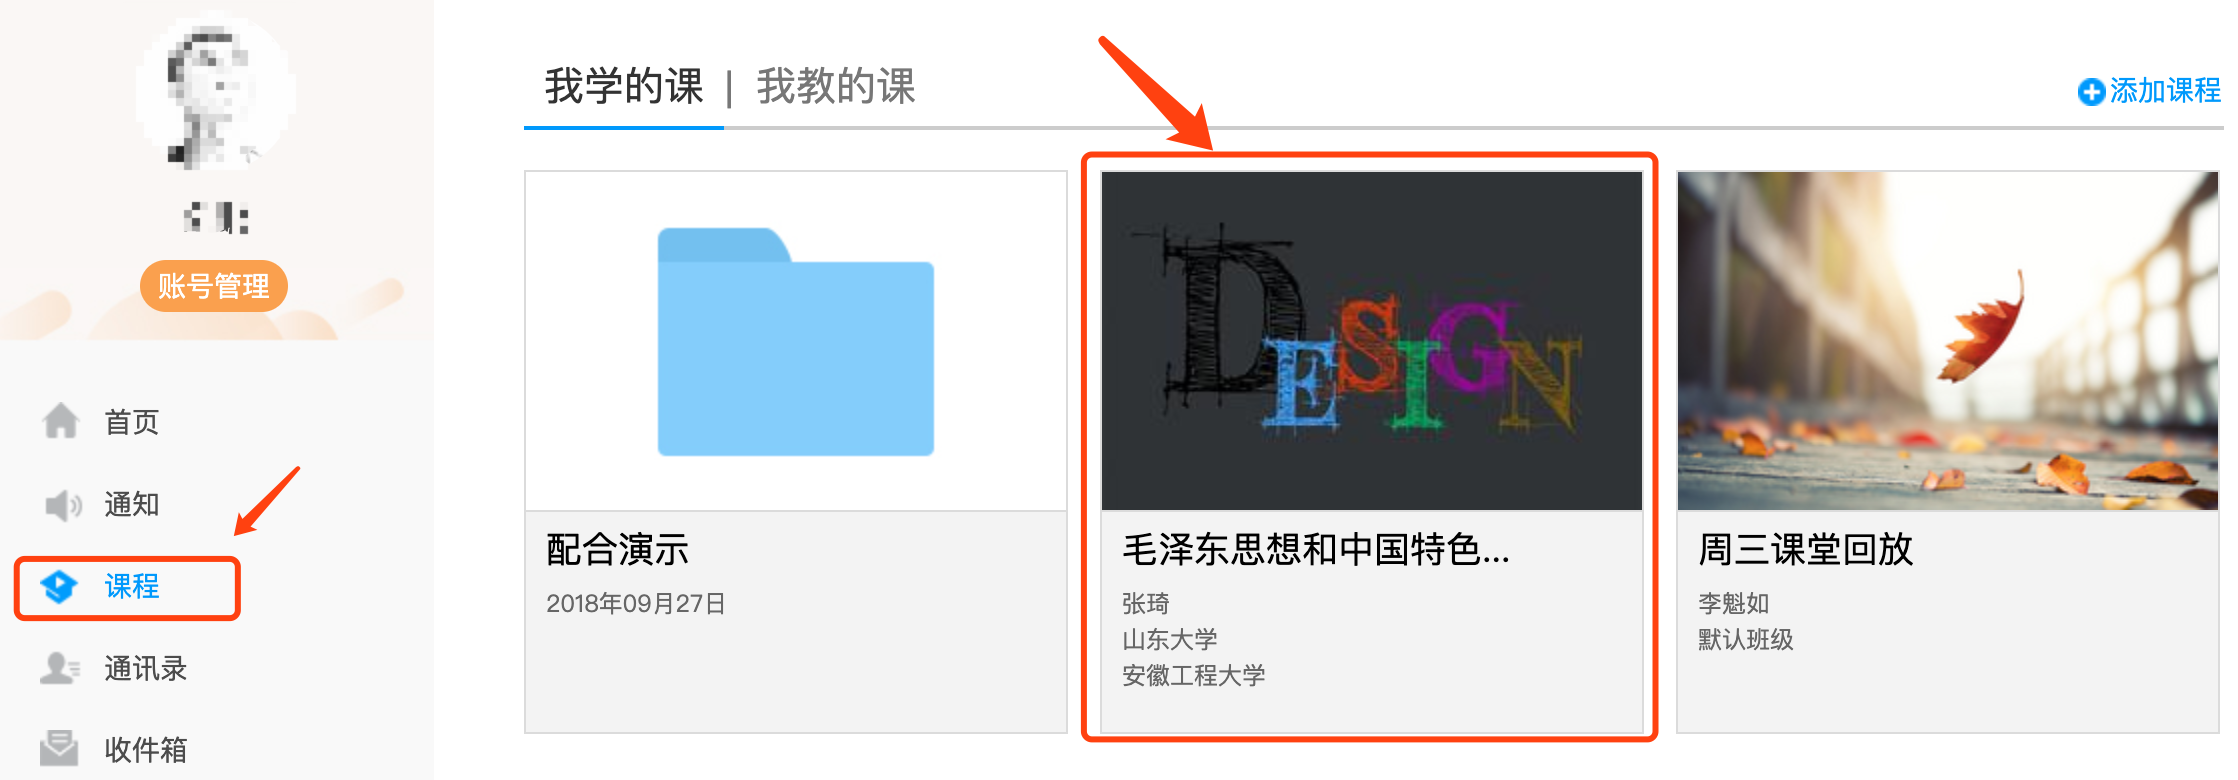 账号管理
首页
通知
课程
通讯录
收件箱
我学的课 | 我教的课
添加课程
配合演示
2018年09月27日
DESIGN
毛泽东思想和中国特色...
张琦
山东大学
安徽工程大学
周三课堂回放
李魁如
默认班级